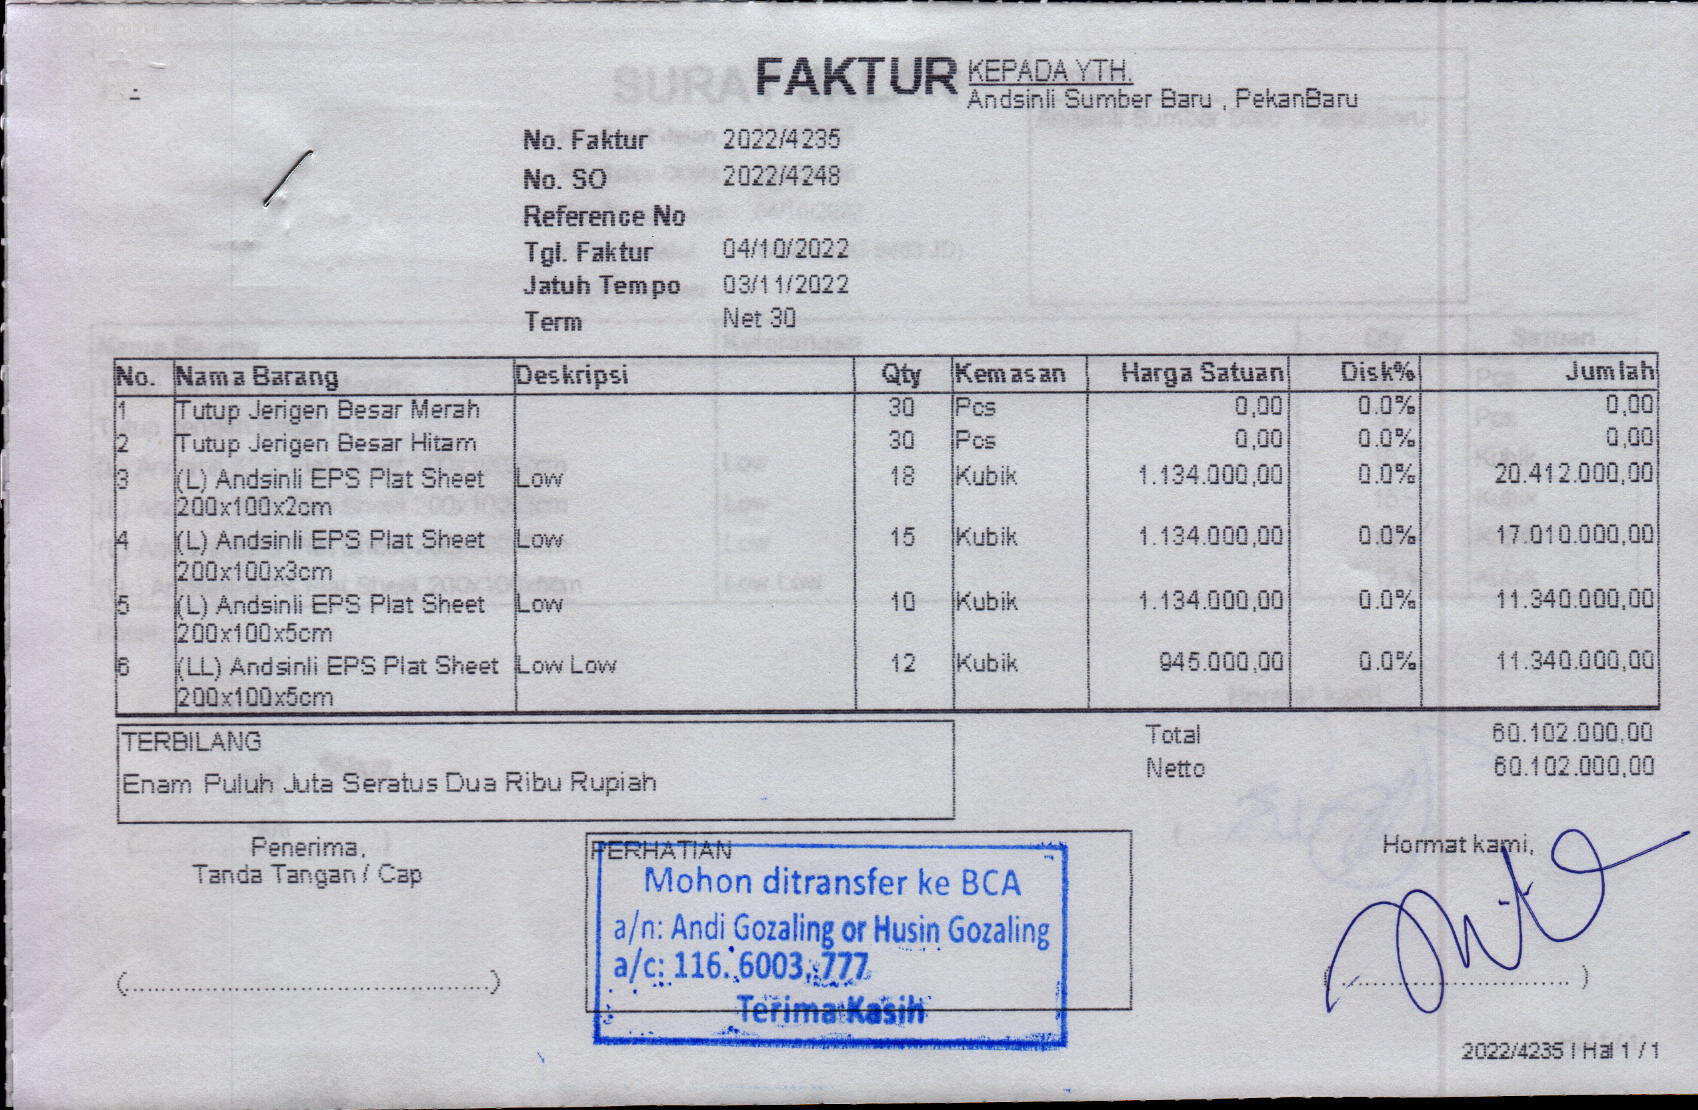 FAKTUR
KEPADA YTH.
Andsinli Sumber Baru , PekanBaru
No. Faktur 2022/4235
No. SO 2022/4248
Reference No
Tgl. Faktur 04/10/2022
Jatuh Tempo 03/11/2022
Term Net 30
No. Nama Barang Deskripsi Qty Kemasan Harga Satuan Disk% Jumlah
1 Tutup Jerigen Besar Merah 30 Pcs 0,00 0.0% 0,00
2 Tutup Jerigen Besar Hitam 30 Pcs 0,00 0.0% 0,00
3 (L) Andsinli EPS Plat Sheet Low 18 Kubik 1.134.000,00 0.0% 20.412.000,00
200x100x2cm
4 (L) Andsinli EPS Plat Sheet Low 15 Kubik 1.134.000,00 0.0% 17.010.000,00
200x100x3cm
5 (L) Andsinli EPS Plat Sheet Low 10 Kubik 1.134.000,00 0.0% 11.340.000,00
200x100x5cm
6 (LL) Andsinli EPS Plat Sheet Low Low 12 Kubik 945.000,00 0.0% 11.340.000,00
200x100x5cm
TERBILANG
Enam Puluh Juta Seratus Dua Ribu Rupiah
Total 60.102.000,00
Netto 60.102.000,00
Penerima,
Tanda Tangan / Cap
(..............................................)
PERHATIAN
Mohon ditransfer ke BCA
a/n: Andi Gozaling or Husin Gozaling
a/c: 116. 6003. 777
Terima Kasih
Hormat kami,
(..............................)
2022/4235 | Hal 1 / 1